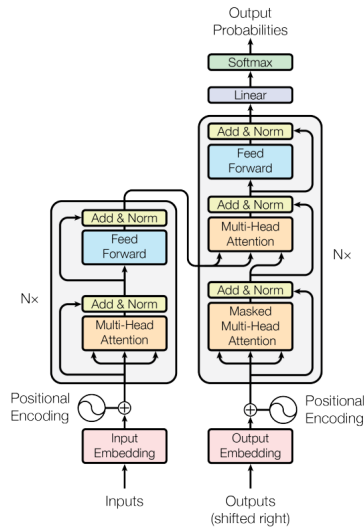 Output
Probabilities
Softmax
Linear
Add & Norm
Feed
Forward
Add & Norm
Multi-Head
Attention
Add & Norm
Masked
Multi-Head
Attention
Nx
Add & Norm
Feed
Forward
Add & Norm
Multi-Head
Attention
Nx
Positional
Encoding
Positional
Encoding
Input
Embedding
Output
Embedding
Inputs
Outputs
(shifted right)